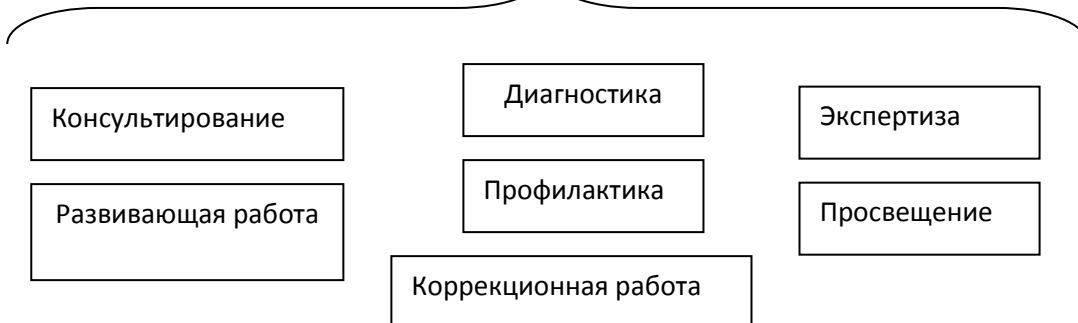 Консультирование
Диагностика
Экспертиза
Развивающая работа
Профилактика
Просвещение
Коррекционная работа